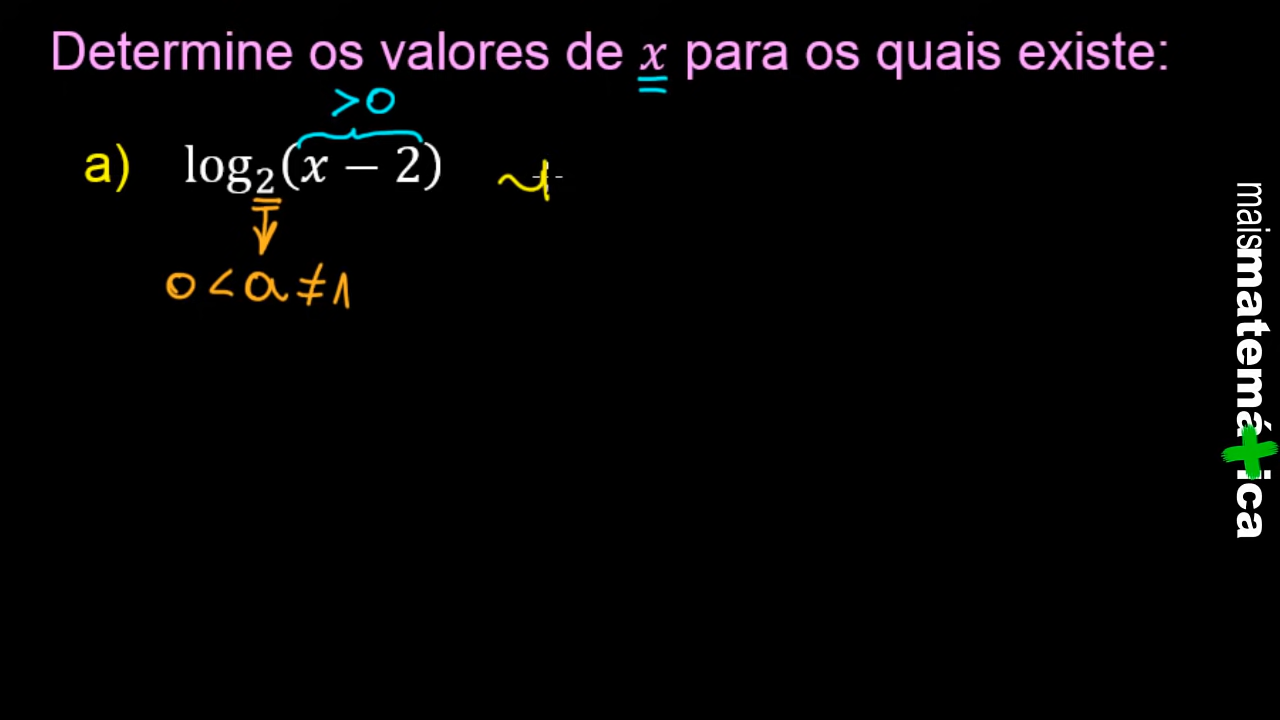 Determine os valores de x para os quais existe:
>0
a) log₂(x − 2)
0 < a ≠ 1
maismatemática